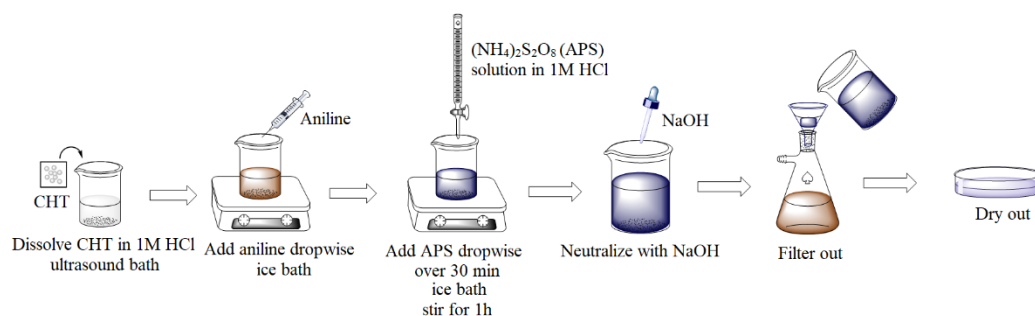 (NH4)2S2O8 (APS)
solution in 1M HCl
Aniline
NaOH
CHT
Dissolve CHT in 1M HCl
ultrasound bath
Add aniline dropwise
ice bath
Add APS dropwise
over 30 min
ice bath
stir for 1h
Neutralize with NaOH
Filter out
Dry out